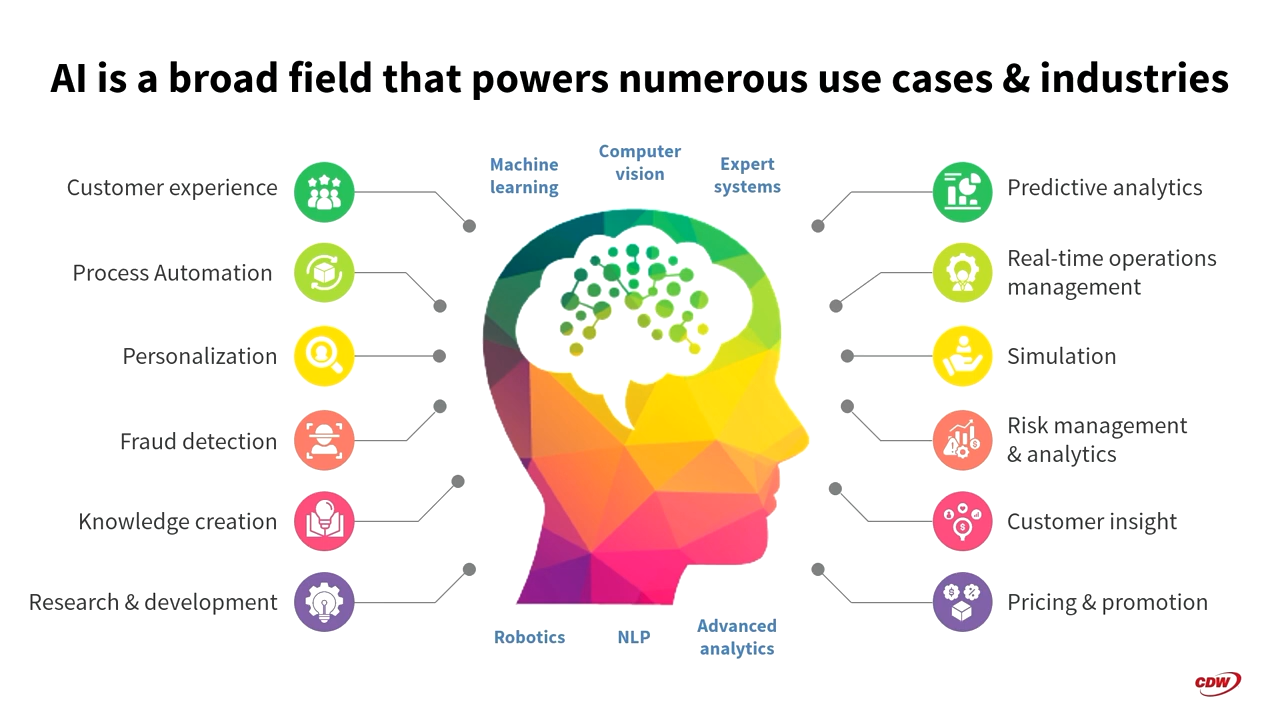 AI is a broad field that powers numerous use cases & industries
Machine
learning
Computer
vision
Expert
systems
Customer experience
Process Automation
Personalization
Fraud detection
Knowledge creation
Research & development
Predictive analytics
Real-time operations
management
Simulation
Risk management
& analytics
Customer insight
Pricing & promotion
Robotics
NLP
Advanced
analytics
CDW